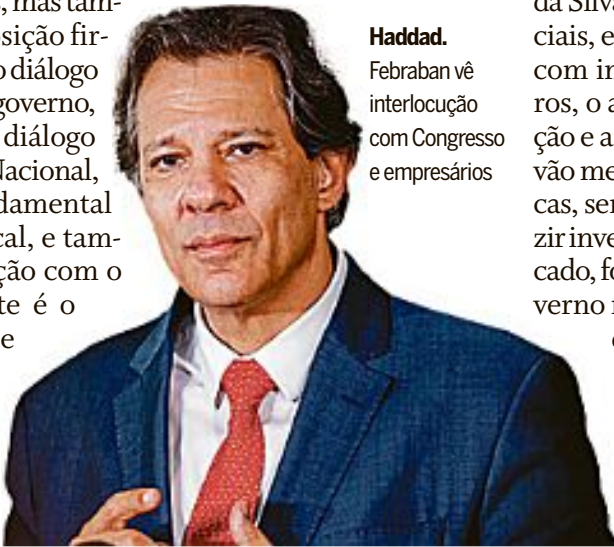 s, mas tam-
sição fir-
o diálogo
governo,
diálogo
Nacional,
damental
cal, e tam-
ção com o
te é o
e
Haddad.
Febraban vê
interlocução
com Congresso
e empresários
da Silva
ciais, e
com in
ros, o a
ção e a
vão me
cas, ser
zir inve
cado, fo
verno r